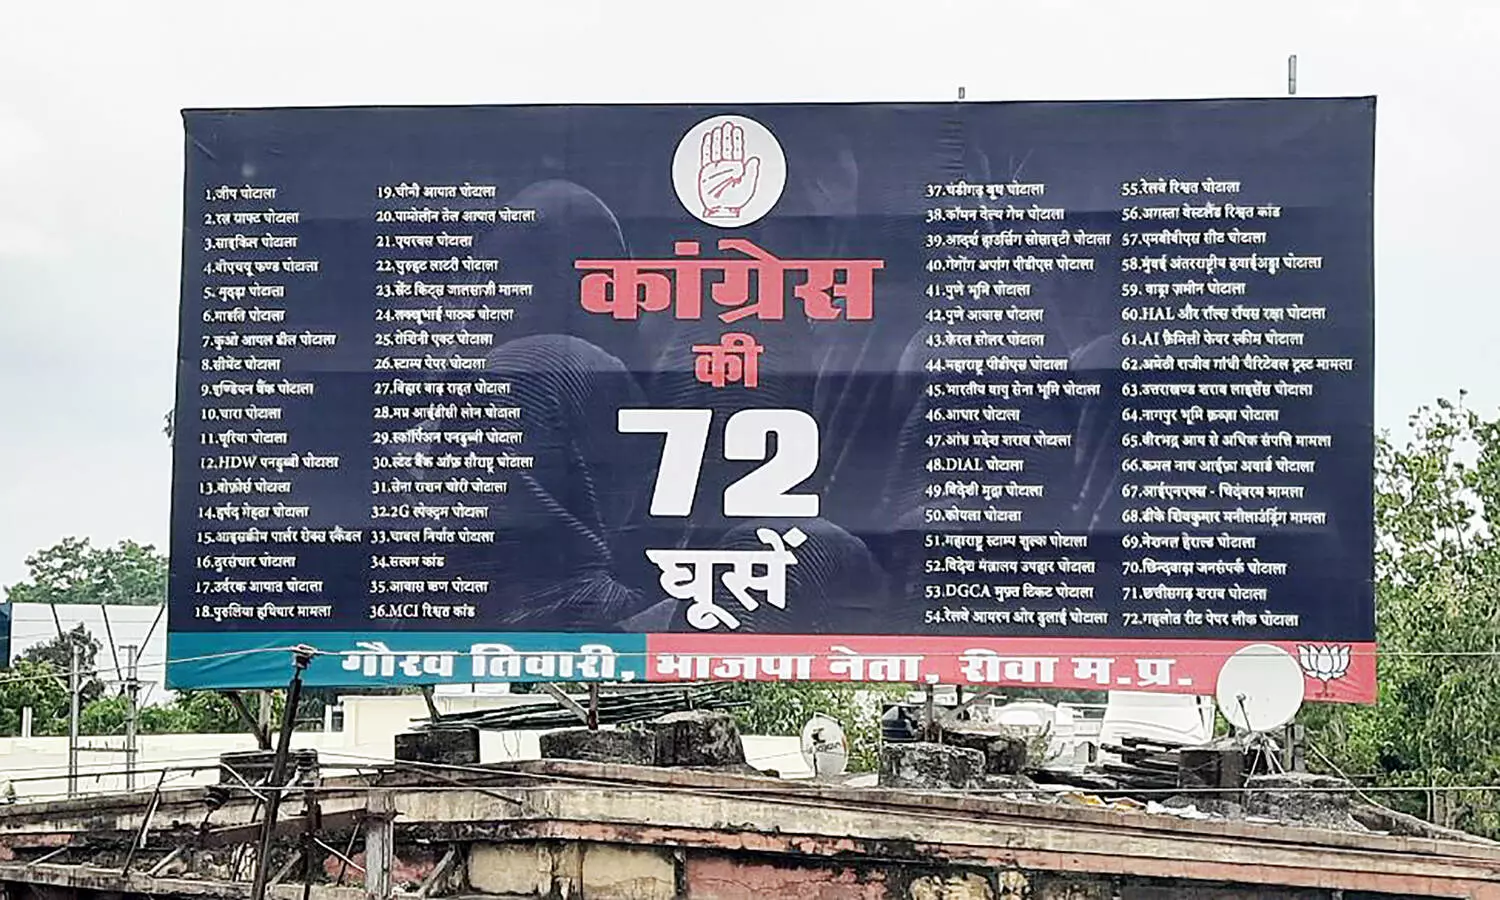 1.जीप घोटाला
2.रत्न क्राफ्ट घोटाला
3.साइकिल घोटाला
4.बीएचयू फण्ड घोटाला
5. मुंद्रा घोटाला
6.मारुति घोटाला
7.कुओ आयल डील घोटाला
8.सीमेंट घोटाला
9.इण्डियन बैंक घोटाला
10.चारा घोटाला
11.यूरिया घोटाला
12.HDW पनडुब्बी घोटाला
13.बोफ़ोर्स घोटाला
14.हर्षद मेहता घोटाला
15.आइसक्रीम पार्लर सेक्स स्कैंडल
16.दूरसंचार घोटाला
17.उर्वरक आयात घोटाला
18.पुरुलिया हथियार मामला
19.चीनी आयात घोटाला
20.पामोलीन तेल आयात घोटाला
21.एयरबस घोटाला
22.चुरहट लाटरी घोटाला
23.सेंट किट्स जालसाज़ी मामला
24.लक्खूभाई पाठक घोटाला
25.रोशिनी एक्ट घोटाला
26.स्टाम्प पेपर घोटाला
27.बिहार बाढ़ राहत घोटाला
28.मप्र आईडीसी लोन घोटाला
29.स्कॉर्पिअन पनडुब्बी घोटाला
30.स्टेट बैंक ऑफ़ सौराष्ट्र घोटाला
31.सेना राशन चोरी घोटाला
32.2G स्पेक्ट्रम घोटाला
33.चावल निर्यात घोटाला
34.सत्यम कांड
35.आवास ऋण घोटाला
36.MCI रिश्वत कांड
कांग्रेस
की
72
घूसें
37.चंडीगढ़ बूथ घोटाला
38.कॉमन वेल्थ गेम घोटाला
39.आदर्श हाउसिंग सोसाइटी घोटाला
40.गेगोंग अपांग पीडीएस घोटाला
41.पुणे भूमि घोटाला
42.पुणे आवास घोटाला
43.केरल सोलर घोटाला
44.महाराष्ट्र पीडीएस घोटाला
45.भारतीय वायु सेना भूमि घोटाला
46.आधार घोटाला
47.आंध्र प्रदेश शराब घोटाला
48.DIAL घोटाला
49.विदेशी मुद्रा घोटाला
50.कोयला घोटाला
51.महाराष्ट्र स्टाम्प शुल्क घोटाला
52.विदेश मंत्रालय उपहार घोटाला
53.DGCA मुफ़्त टिकट घोटाला
54.रेलवे आयरन ओर ढुलाई घोटाला
55.रेलवे रिश्वत घोटाला
56.अगस्ता वेस्टलैंड रिश्वत कांड
57.एमबीबीएस सीट घोटाला
58.मुंबई अंतरराष्ट्रीय हवाईअड्डा घोटाला
59. वाड्रा ज़मीन घोटाला
60.HAL और रॉल्स रॉयस रक्षा घोटाला
61.AI फ़ैमिली फेयर स्कीम घोटाला
62.अमेठी राजीव गांधी चैरिटेबल ट्रस्ट मामला
63.उत्तराखण्ड शराब लाइसेंस घोटाला
64.नागपुर भूमि क़ब्ज़ा घोटाला
65.वीरभद्र आय से अधिक संपत्ति मामला
66.कमल नाथ आईफ़ा अवार्ड घोटाला
67.आईएनएक्स - चिदंबरम मामला
68.डीके शिवकुमार मनीलाउंड्रिंग मामला
69.नेशनल हेराल्ड घोटाला
70.छिन्दवाड़ा जनसंपर्क घोटाला
71.छत्तीसगढ़ शराब घोटाला
72.गहलोत रीट पेपर लीक घोटाला
गौरव तिवारी, भाजपा नेता, रीवा म.प्र.